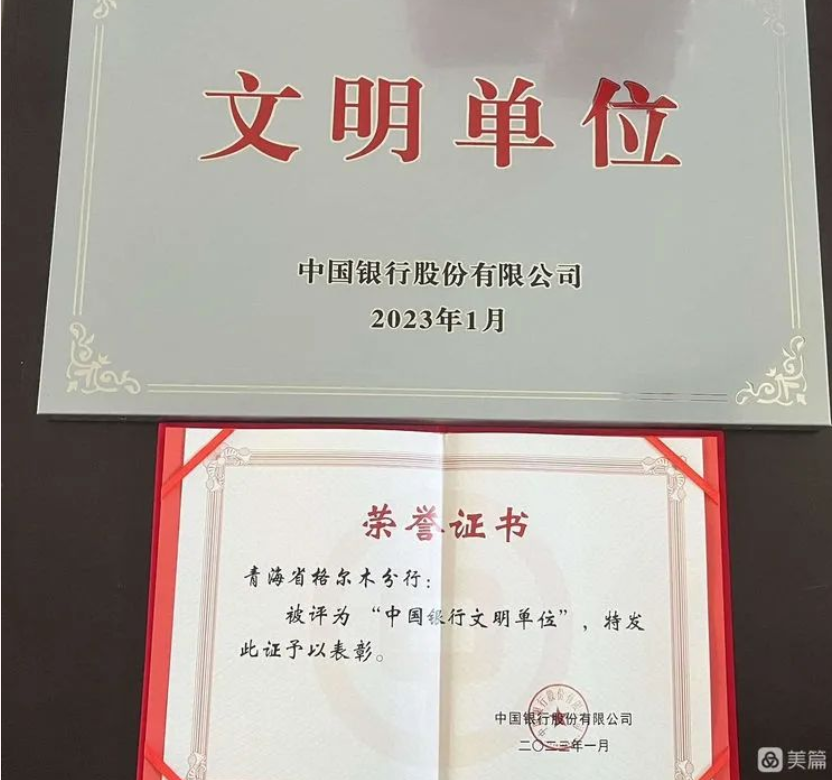 文明单位
中国银行股份有限公司
2023年1月
荣誉证书
青海省格尔木分行：
被评为“中国银行文明单位”，特发
此证予以表彰。
中国银行股份有限公司
二〇二三年一月
美篇